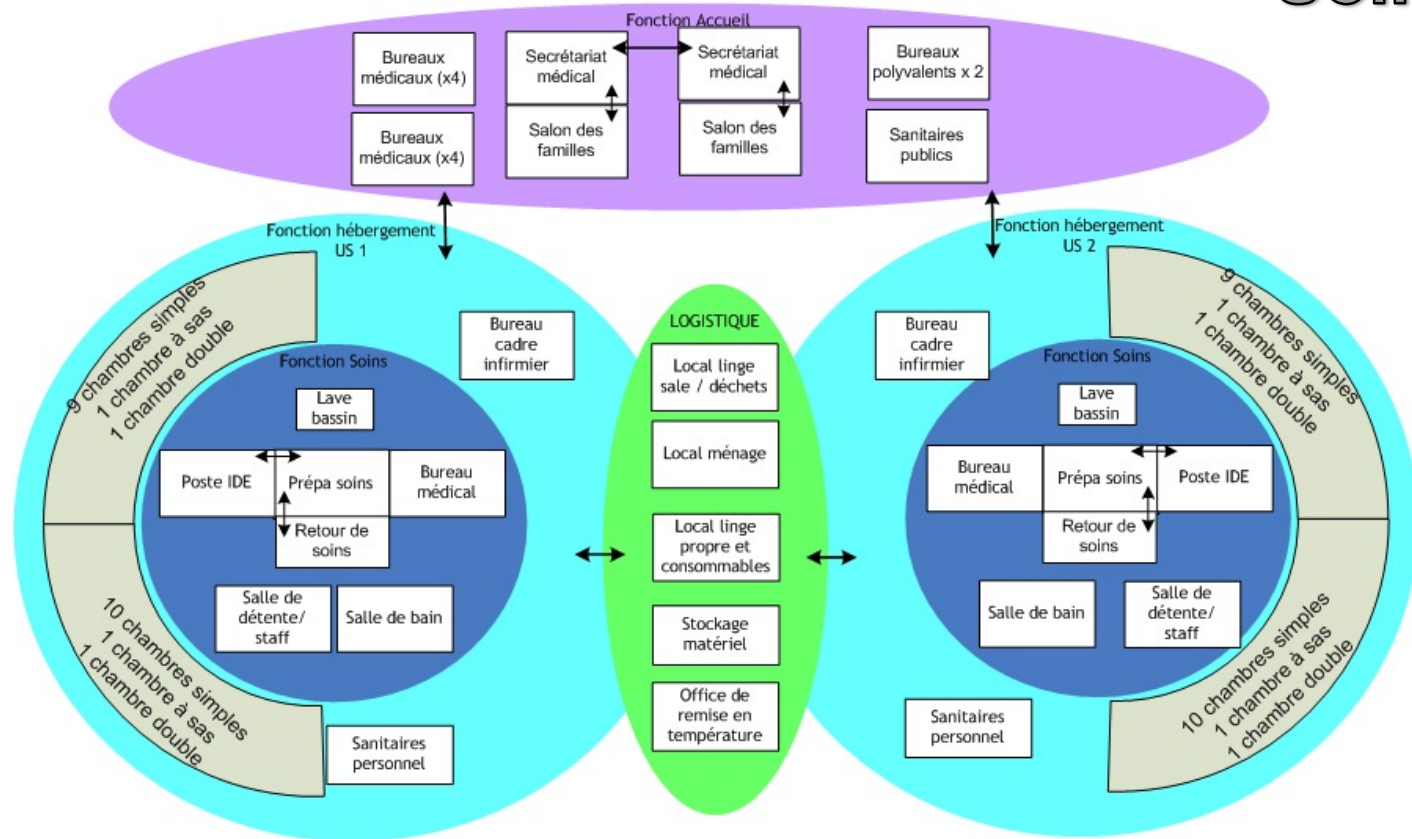 Fonction Accueil
Bureaux
médicaux (x4)
Secrétariat
médical
Secrétariat
médical
Bureaux
polyvalents x 2
Bureaux
médicaux (x4)
Salon des
familles
Salon des
familles
Sanitaires
publics
Fonction hébergement
US 1
9 chambres simples
1 chambre à sas
1 chambre double
Bureau
cadre
infirmier
Fonction Soins
Lave
bassin
Poste IDE
Prépa soins
Bureau
médical
Retour de
soins
Salle de
détente/
staff
Salle de bain
10 chambres simples
1 chambre à sas
1 chambre double
Sanitaires
personnel
LOGISTIQUE
Local linge
sale / déchets
Local ménage
Local linge
propre et
consommables
Stockage
matériel
Office de
remise en
température
Fonction hébergement
US 2
Bureau
cadre
infirmier
9 chambres simples
1 chambre à sas
1 chambre double
Fonction Soins
Lave
bassin
Bureau
médical
Prépa soins
Poste IDE
Retour de
soins
Salle de bain
Salle de
détente/
staff
10 chambres simples
1 chambre à sas
1 chambre double
Sanitaires
personnel